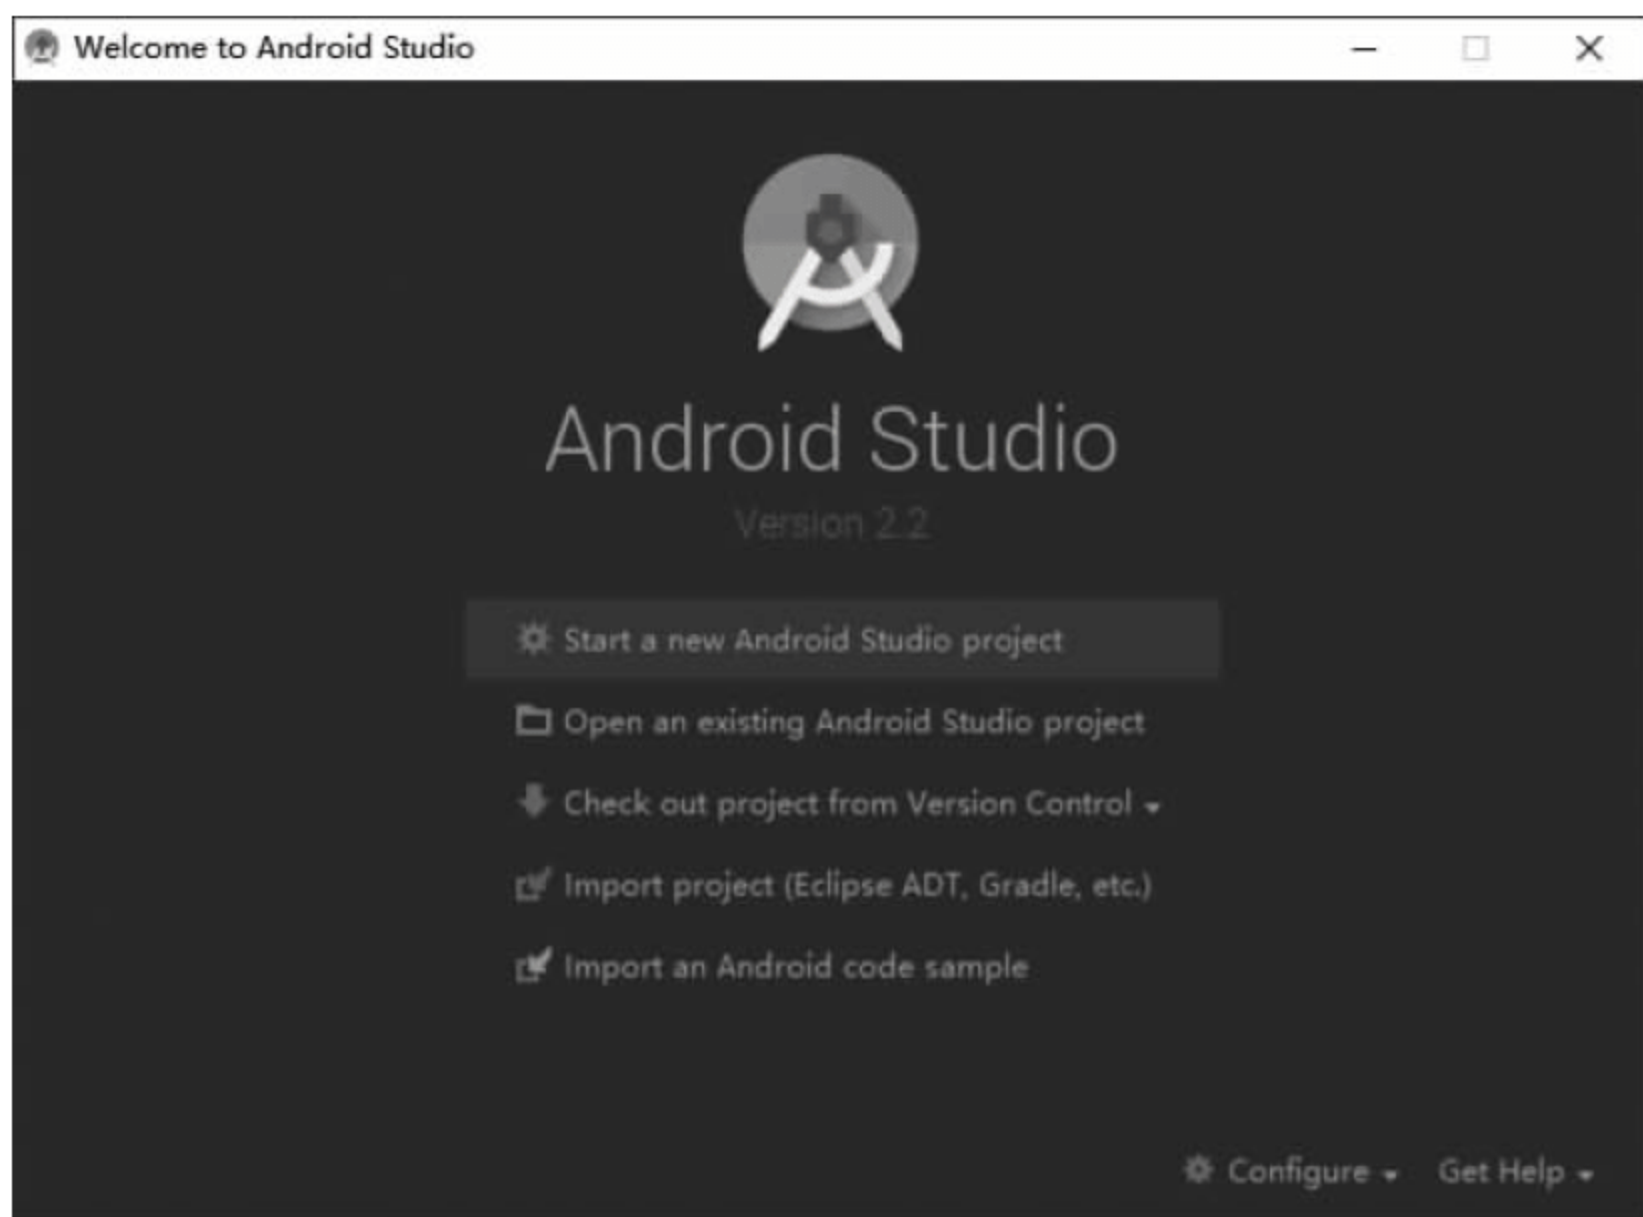 Welcome to Android Studio
Android Studio
Version 2.2
Start a new Android Studio project
Open an existing Android Studio project
Check out project from Version Control
Import project (Eclipse ADT, Gradle, etc.)
Import an Android code sample
Configure
Get Help